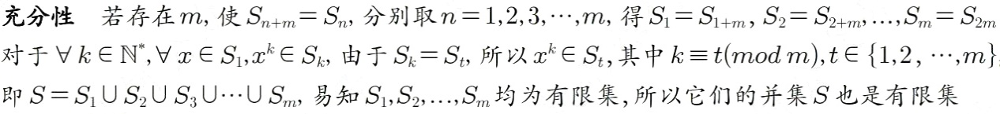 充分性 若存在 $m$, 使 $S_{n+m}=S_n$, 分别取 $n=1,2,3,\cdots,m$, 得 $S_1=S_{1+m}, S_2=S_{2+m},\ldots,S_m=S_{2m}$
对于 $\forall k\in\mathbb{N}^*,\forall x\in S_1,x^k\in S_k$, 由于 $S_k=S_t$, 所以 $x^k\in S_t$,其中 $k\equiv t(mod\,m),t\in\{1,2,\cdots,m\}$,
即 $S=S_1\cup S_2\cup S_3\cup\cdots\cup S_m$, 易知 $S_1,S_2,\ldots,S_m$ 均为有限集,所以它们的并集 $S$ 也是有限集